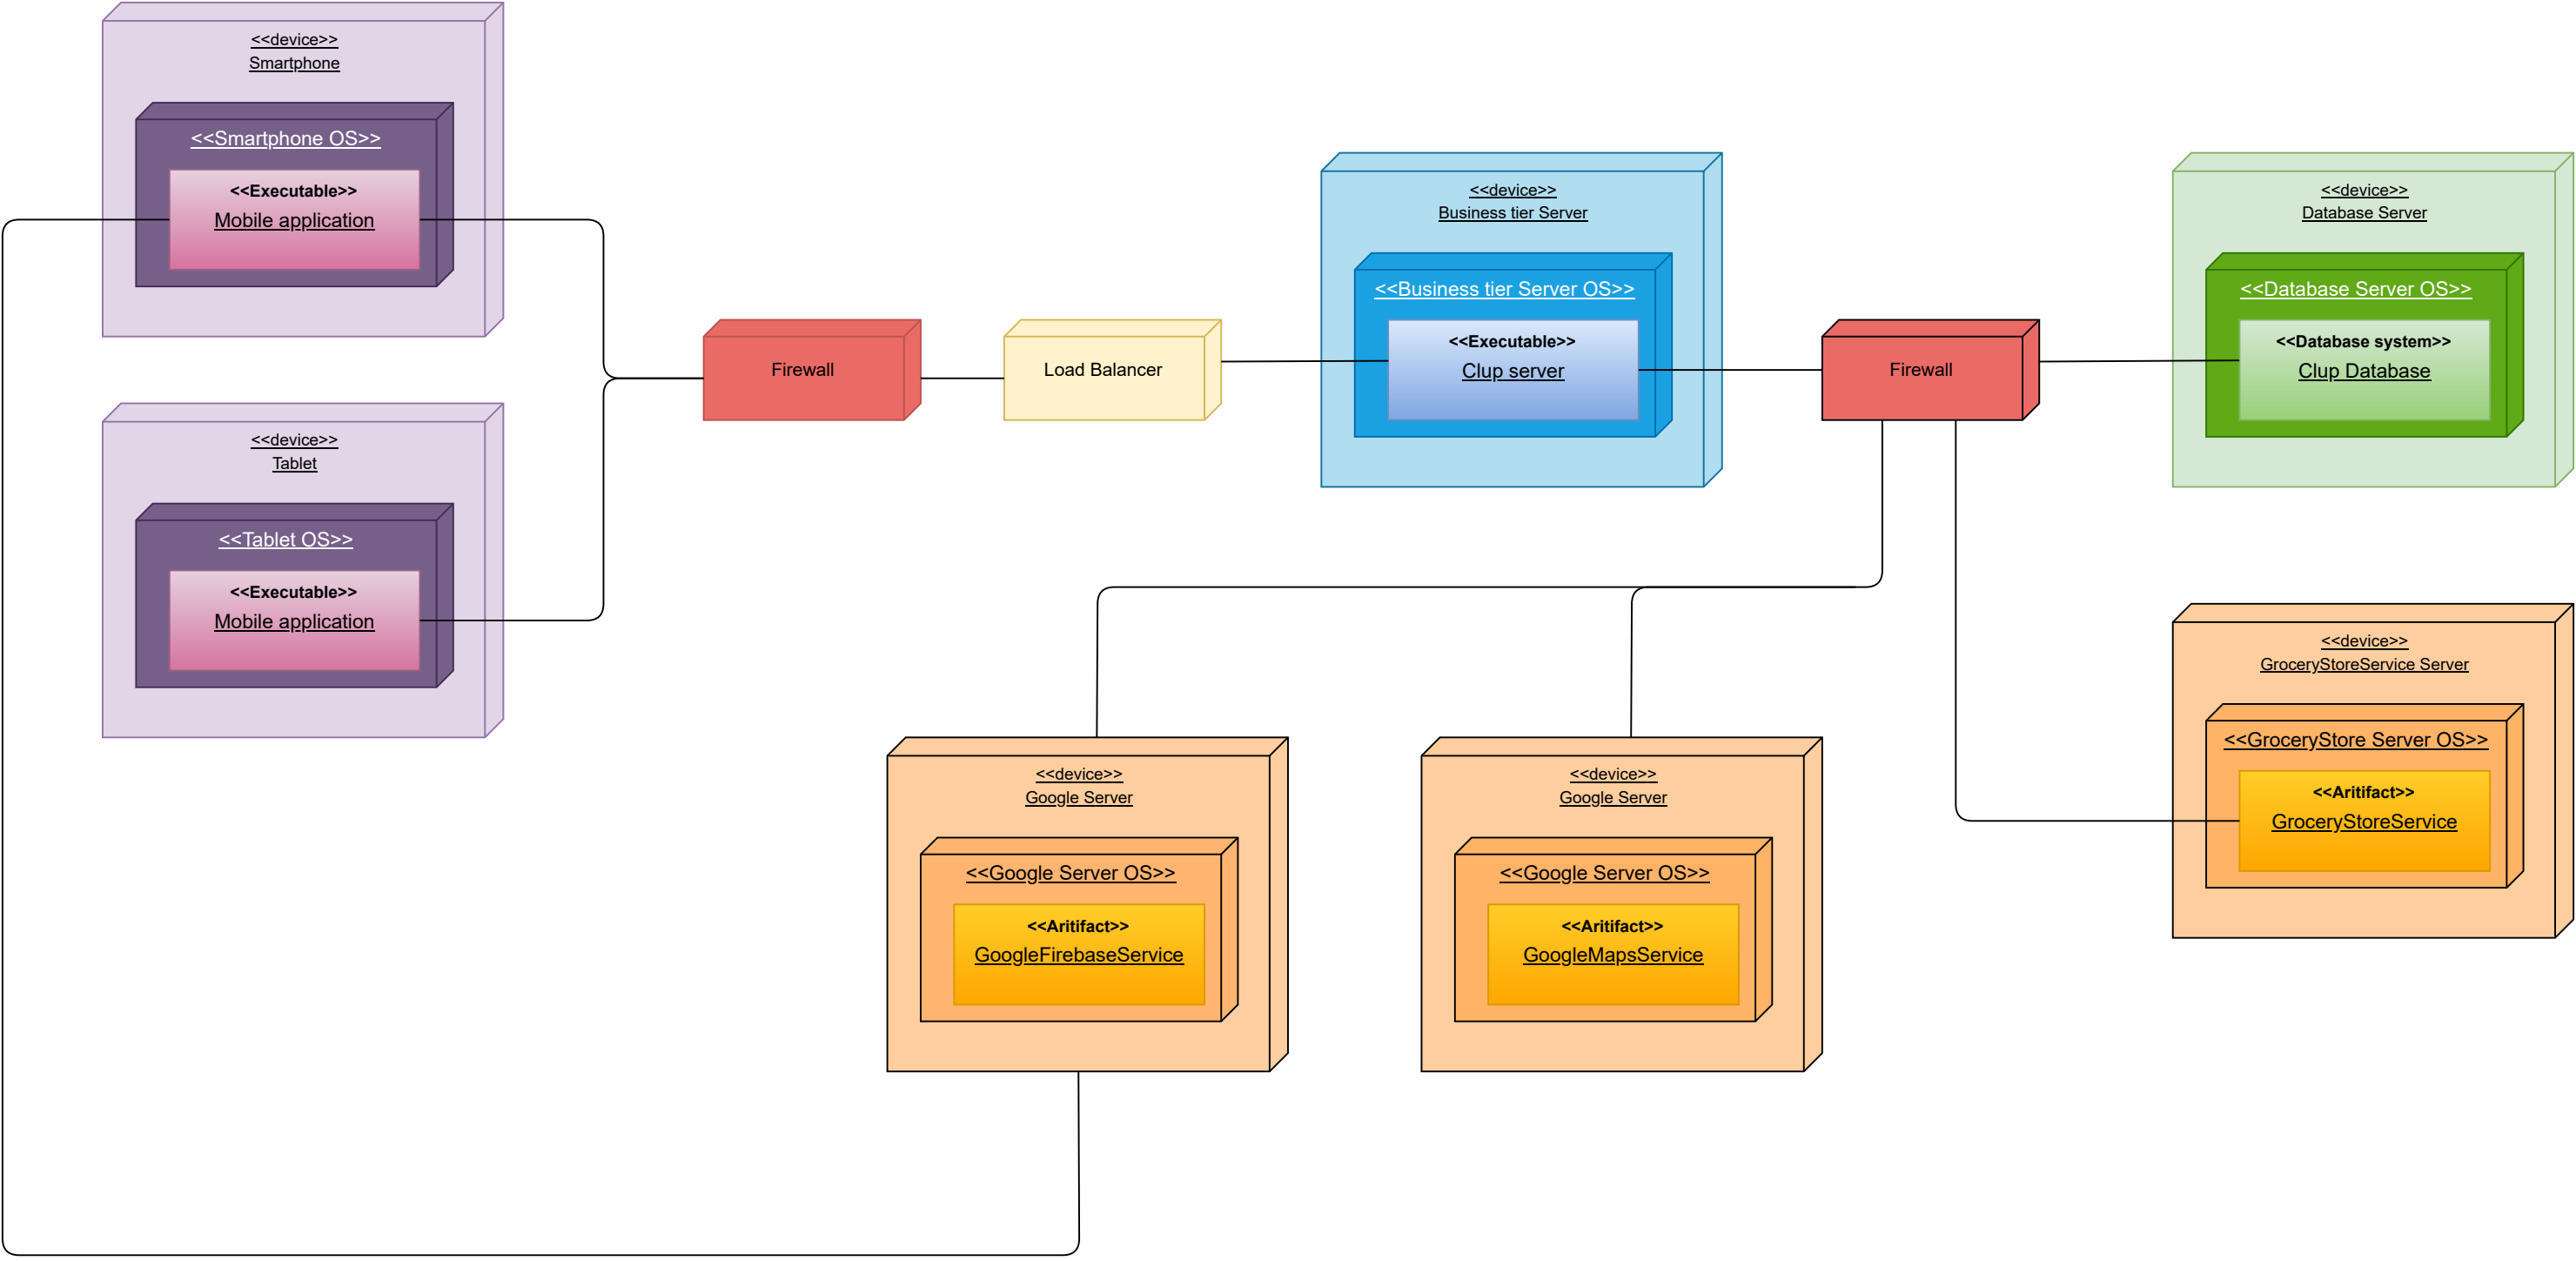 <<device>>
Smartphone
<<Smartphone OS>>
<<Executable>>
Mobile application
<<device>>
Tablet
<<Tablet OS>>
<<Executable>>
Mobile application
Firewall
Load Balancer
<<device>>
Business tier Server
<<Business tier Server OS>>
<<Executable>>
Clup server
Firewall
<<device>>
Database Server
<<Database Server OS>>
<<Database system>>
Clup Database
<<device>>
GroceryStoreService Server
<<GroceryStore Server OS>>
<<Aritifact>>
GroceryStoreService
<<device>>
Google Server
<<Google Server OS>>
<<Aritifact>>
GoogleFirebaseService
<<device>>
Google Server
<<Google Server OS>>
<<Aritifact>>
GoogleMapsService